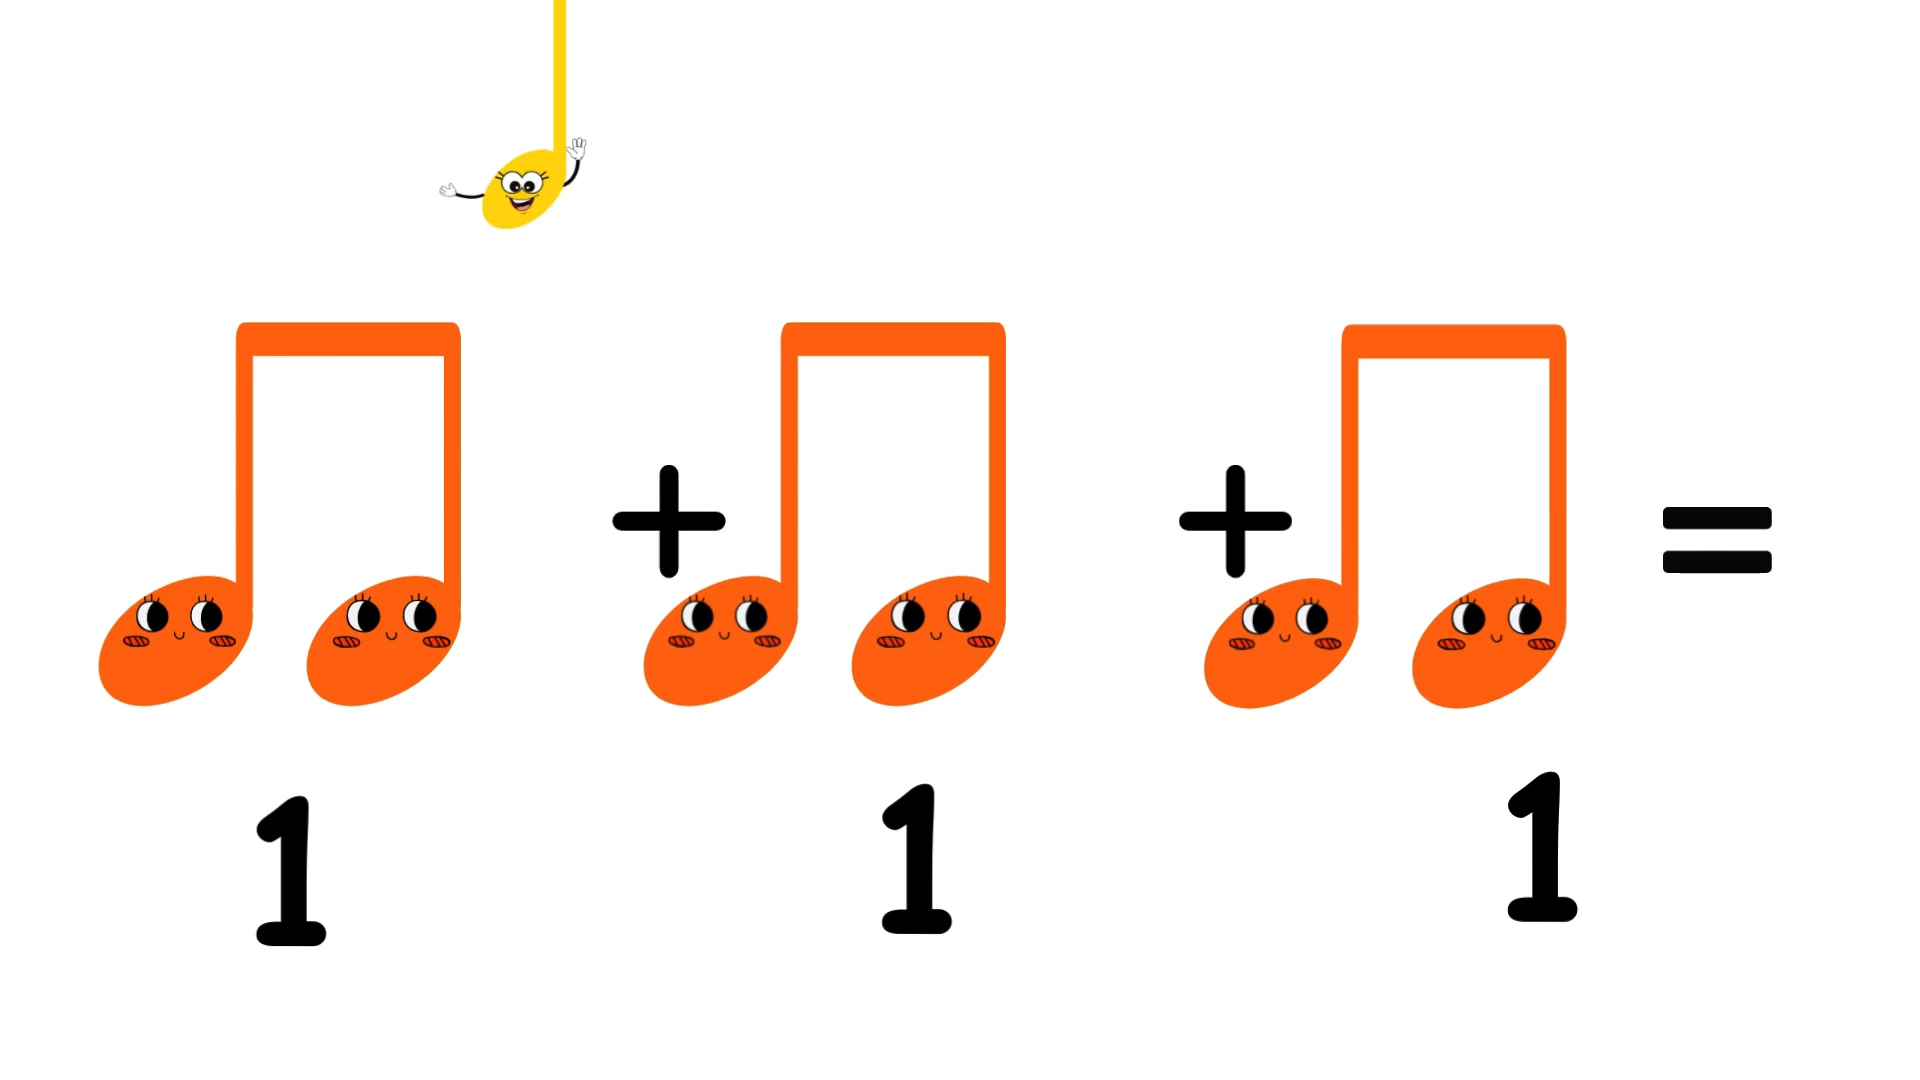 + + =
1 1 1